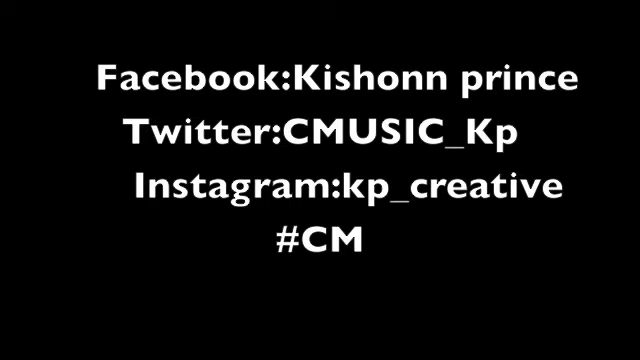 Facebook:Kishonn prince
Twitter:CMUSIC_Kp
Instagram:kp_creative
#CM